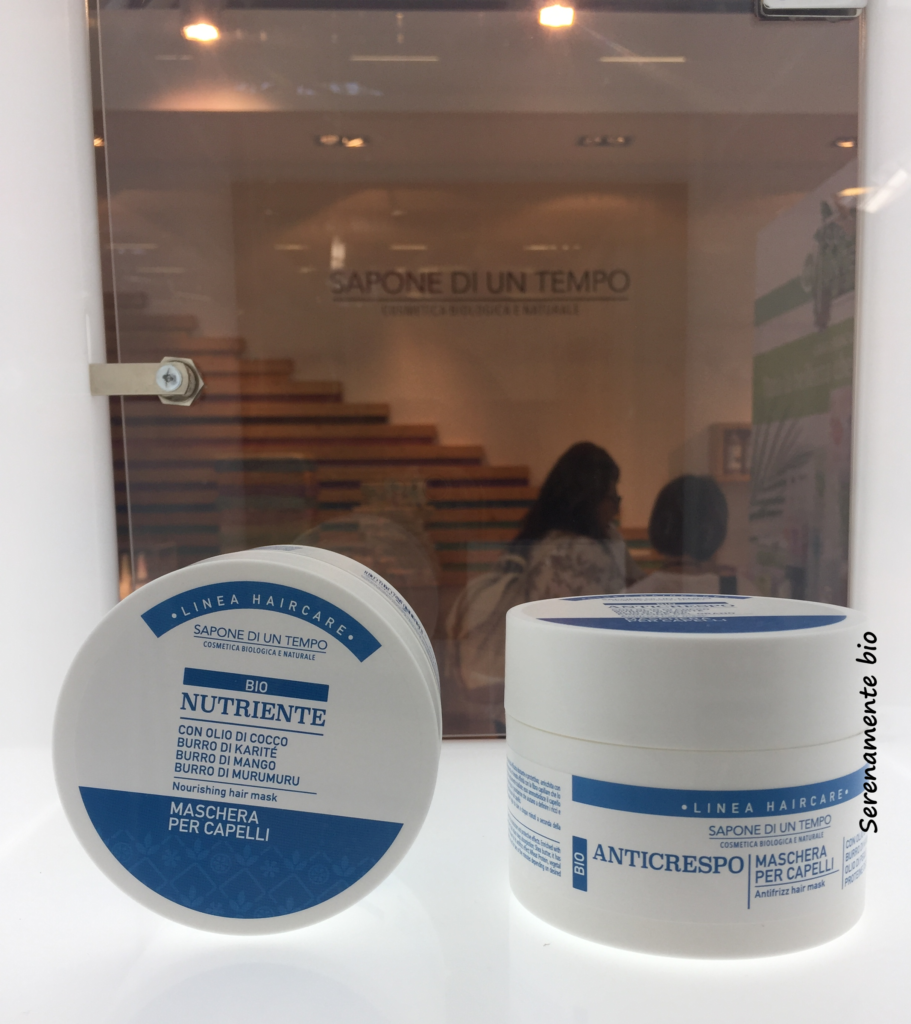 SAPONE DI UN TEMPO
COSMETICA BIOLOGICA E NATURALE
•LINEA HAIRCARE•
SAPONE DI UN TEMPO
COSMETICA BIOLOGICA E NATURALE
BIO
NUTRIENTE
CON OLIO DI COCCO
BURRO DI KARITÉ
BURRO DI MANGO
BURRO DI MURUMURU
Nourishing hair mask
MASCHERA
PER CAPELLI
ANTICRESPO
•LINEA HAIRCARE•
SAPONE DI UN TEMPO
COSMETICA BIOLOGICA E NATURALE
BIO
ANTICRESPO
MASCHERA
PER CAPELLI
Antifrizz hair mask
Serenamente bio